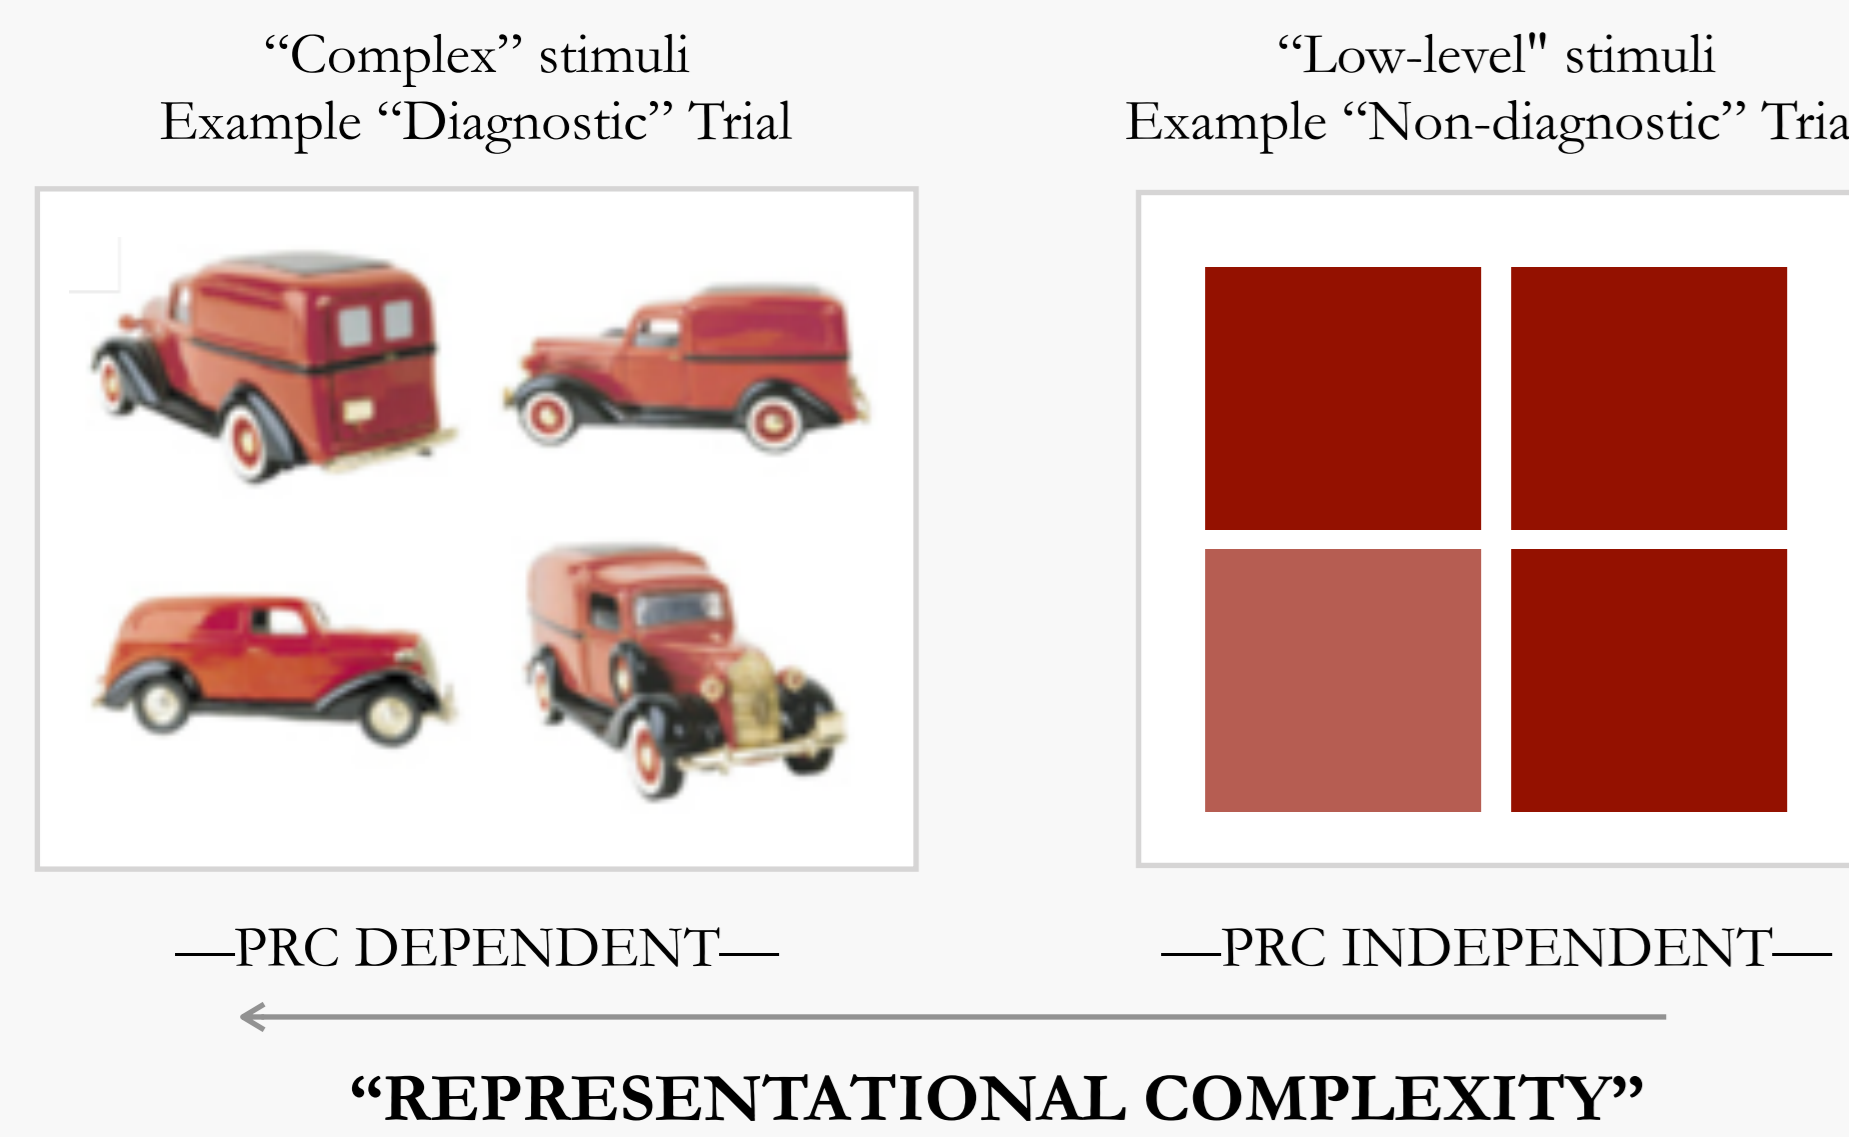 “Complex” stimuli
Example “Diagnostic” Trial
“Low-level" stimuli
Example “Non-diagnostic” Tria
—PRC DEPENDENT—
—PRC INDEPENDENT—
“REPRESENTATIONAL COMPLEXITY”